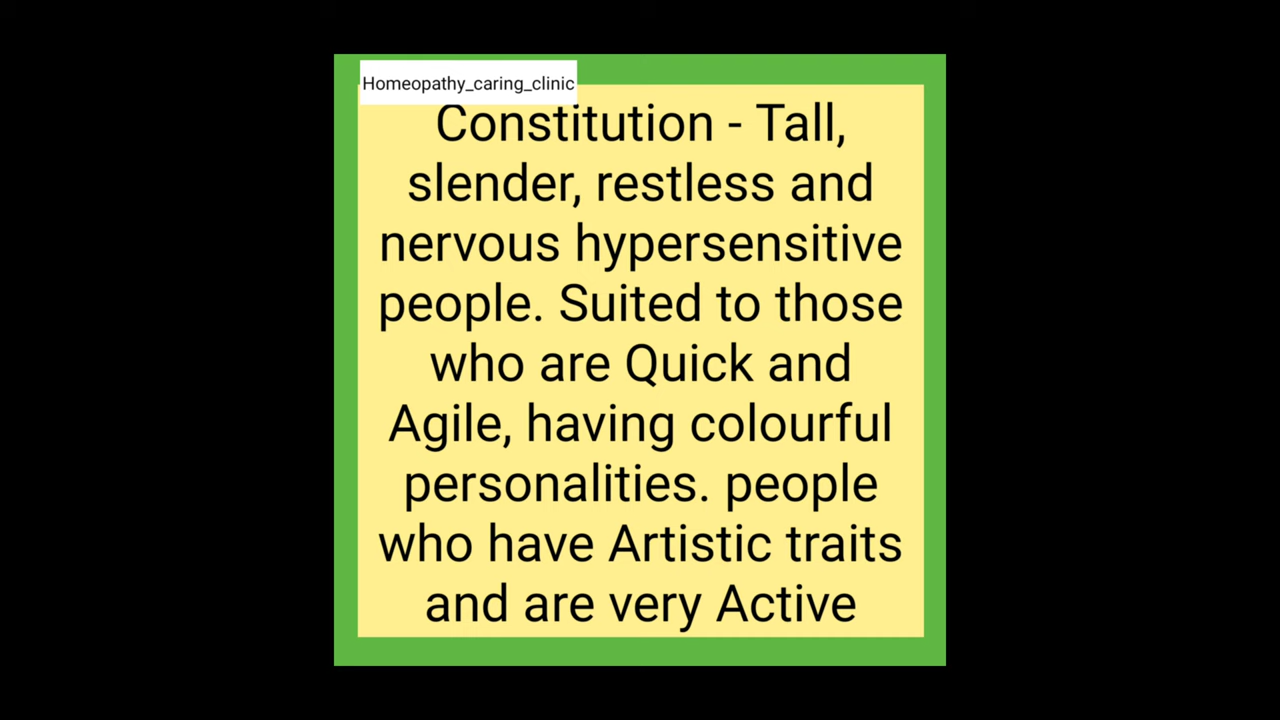 Homeopathy_caring_clinic
Constitution - Tall,
slender, restless and
nervous hypersensitive
people. Suited to those
who are Quick and
Agile, having colourful
personalities. people
who have Artistic traits
and are very Active